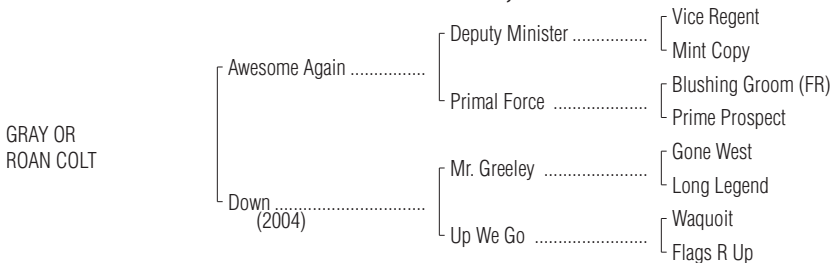 Vice Regent
Deputy Minister ................
Mint Copy
Awesome Again ................
Blushing Groom (FR)
Primal Force ....................
Prime Prospect
GRAY OR
ROAN COLT
Gone West
Mr. Greeley ......................
Long Legend
Down ................................
(2004)
Waquoit
Up We Go ........................
Flags R Up